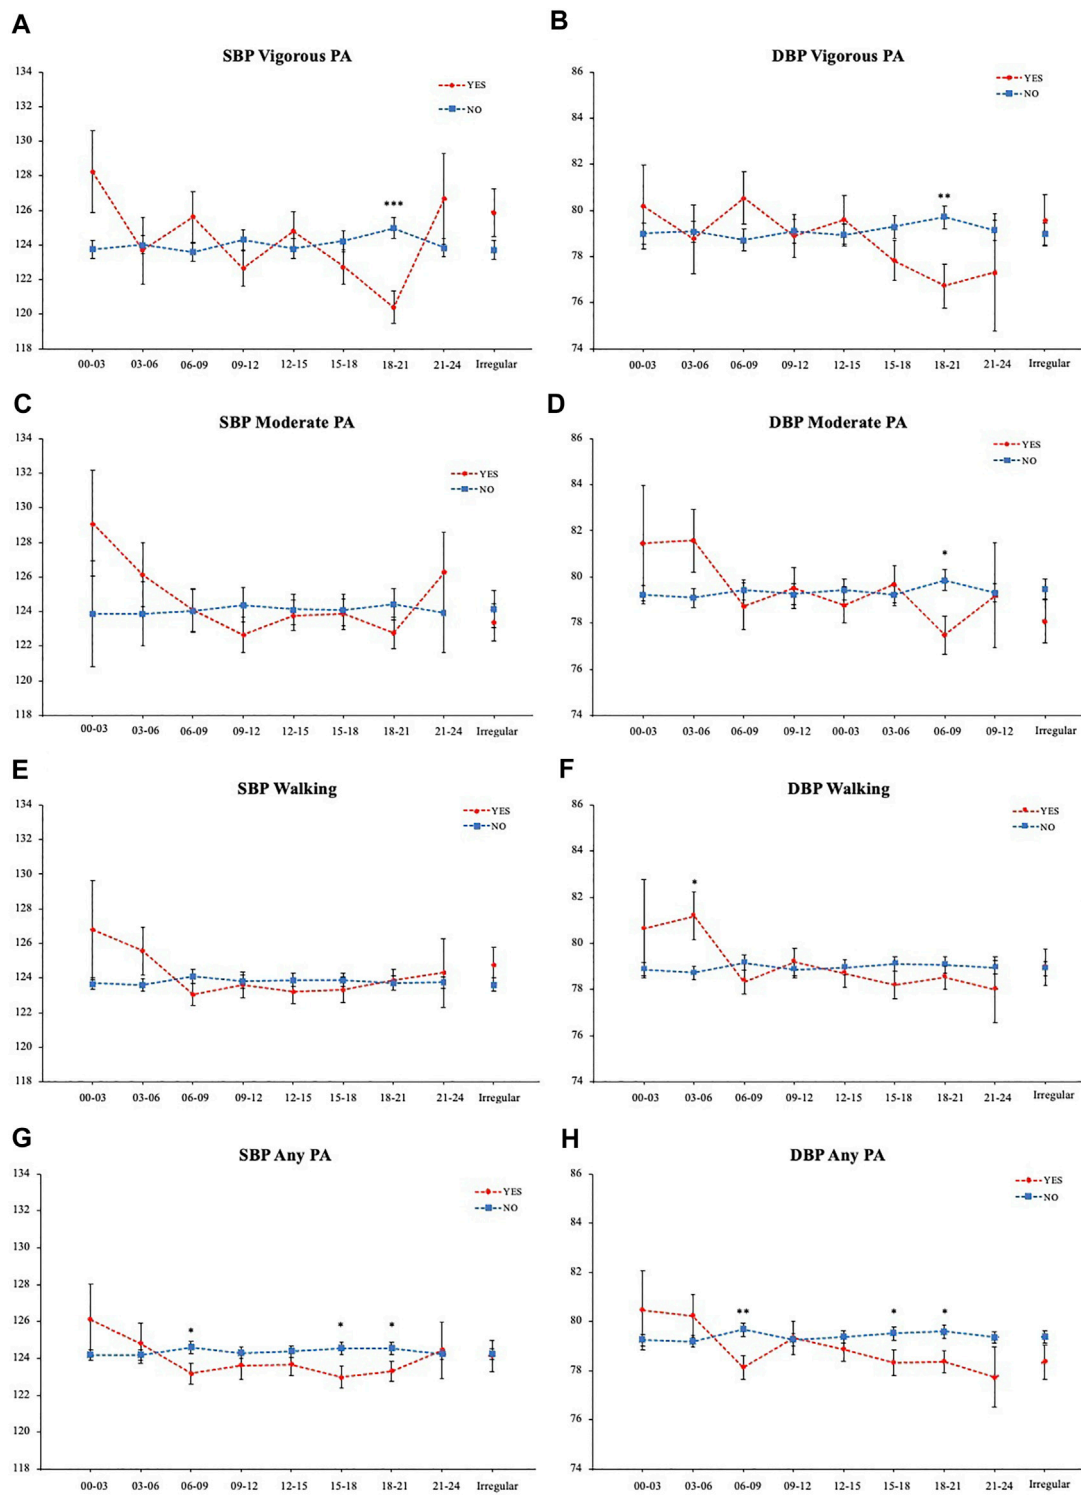 A
B
SBP Vigorous PA
DBP Vigorous PA
134
132
130
128
126
124
122
120
118
YES
NO
***
00-03 03-06 06-09 09-12 12-15 15-18 18-21 21-24 Irregular
86
84
82
80
78
76
74
YES
NO
**
00-03 03-06 06-09 09-12 12-15 15-18 18-21 21-24 Irregular
C
D
SBP Moderate PA
DBP Moderate PA
134
132
130
128
126
124
122
120
118
YES
NO
00-03 03-06 06-09 09-12 12-15 15-18 18-21 21-24 Irregular
86
84
82
80
78
76
74
YES
NO
*
00-03 03-06 06-09 09-12 00-03 03-06 06-09 09-12 Irregular
E
F
SBP Walking
DBP Walking
134
132
130
128
126
124
122
120
118
YES
NO
00-03 03-06 06-09 09-12 12-15 15-18 18-21 21-24 Irregular
86
84
82
80
78
76
74
YES
NO
*
00-03 03-06 06-09 09-12 12-15 15-18 18-21 21-24 Irregular
G
H
SBP Any PA
DBP Any PA
134
132
130
128
126
124
122
120
118
YES
NO
* * *
00-03 03-06 06-09 09-12 12-15 15-18 18-21 21-24 Irregular
86
84
82
80
78
76
74
YES
NO
** * *
00-03 03-06 06-09 09-12 12-15 15-18 18-21 21-24 Irregular